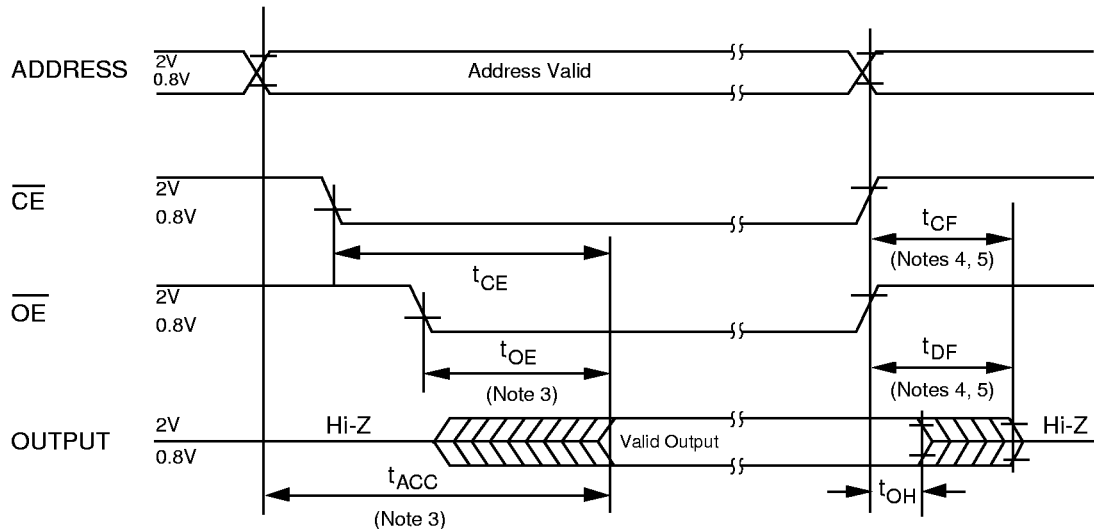 ADDRESS
2V
0.8V
Address Valid
CE
2V
0.8V
tCF
(Notes 4, 5)
tCE
OE
2V
0.8V
tOE
(Note 3)
tDF
(Notes 4, 5)
OUTPUT
2V
0.8V
Hi-Z
Valid Output
Hi-Z
tACC
(Note 3)
tOH